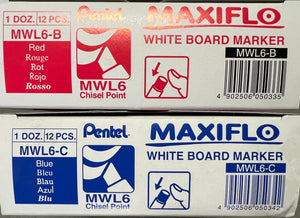 1 DOZ. 12 PCS.
MWL6-B
Red
Rouge
Rot
Rojo
Rosso
Pentel
MWL6
Chisel Point
MAXIFLO
WHITE BOARD MARKER
MWL6-B
4 902506 050335
1 DOZ. 12 PCS.
MWL6-C
Blue
Bleu
Blau
Azul
Blu
Pentel
MWL6
Chisel Point
MAXIFLO
WHITE BOARD MARKER
MWL6-C
4 902506 050342